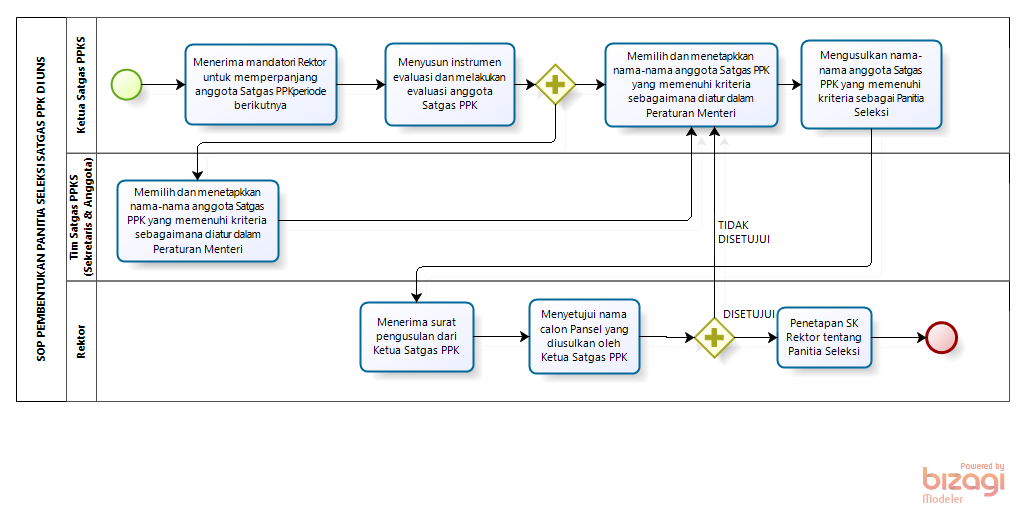 SOP PEMBENTUKAN PANITIA SELEKSI SATGAS PPK DI UNS
Ketua Satgas PPKS
Menerima mandatori Rektor
untuk memperpanjang
anggota Satgas PPKperiode
berikutnya
Menyusun instrumen
evaluasi dan melakukan
evaluasi anggota
Satgas PPK
Memilih dan menetapkkan
nama-nama anggota Satgas PPK
yang memenuhi kriteria
sebagaimana diatur dalam
Peraturan Menteri
Mengusulkan nama-
nama anggota Satgas
PPK yang memenuhi
kriteria sebagai Panitia
Seleksi
Tim Satgas PPKS
(Sekretaris & Anggota)
Memilih dan menetapkkan
nama-nama anggota Satgas
PPK yang memenuhi kriteria
sebagaimana diatur dalam
Peraturan Menteri
TIDAK
DISETUJUI
Rektor
Menerima surat
pengusulan dari
Ketua Satgas PPK
Menyetujui nama
calon Pansel yang
diusulkan oleh
Ketua Satgas PPK
DISETUJUI
Penetapan SK
Rektor tentang
Panitia Seleksi
Powered by
bizagi
Modeler